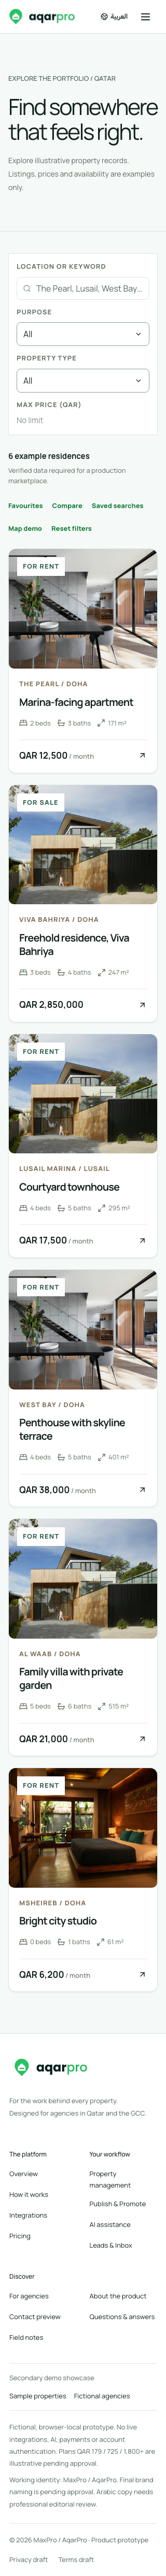 aqarpro
العربية
EXPLORE THE PORTFOLIO / QATAR
Find somewhere
that feels right.
Explore illustrative property records.
Listings, prices and availability are examples
only.
LOCATION OR KEYWORD
The Pearl, Lusail, West Bay...
PURPOSE
All
PROPERTY TYPE
All
MAX PRICE (QAR)
No limit
6 example residences
Verified data required for a production
marketplace.
Favourites Compare Saved searches
Map demo Reset filters
FOR RENT
THE PEARL / DOHA
Marina-facing apartment
2 beds 3 baths 171 m²
QAR 12,500 / month
FOR SALE
VIVA BAHRIYA / DOHA
Freehold residence, Viva
Bahriya
3 beds 4 baths 247 m²
QAR 2,850,000
FOR RENT
LUSAIL MARINA / LUSAIL
Courtyard townhouse
4 beds 5 baths 295 m²
QAR 17,500 / month
FOR RENT
WEST BAY / DOHA
Penthouse with skyline
terrace
4 beds 5 baths 401 m²
QAR 38,000 / month
FOR RENT
AL WAAB / DOHA
Family villa with private
garden
5 beds 6 baths 515 m²
QAR 21,000 / month
FOR RENT
MSHEIREB / DOHA
Bright city studio
0 beds 1 baths 61 m²
QAR 6,200 / month
aqarpro
For the work behind every property.
Designed for agencies in Qatar and the GCC.
The platform
Overview
How it works
Integrations
Pricing
Your workflow
Property
management
Publish & Promote
AI assistance
Leads & Inbox
Discover
For agencies
Contact preview
Field notes
About the product
Questions & answers
Secondary demo showcase
Sample properties Fictional agencies
Fictional, browser-local prototype. No live
integrations, AI, payments or account
authentication. Plans QAR 179 / 725 / 1,800+ are
illustrative pending approval.
Working identity: MaxPro / AqarPro. Final brand
naming is pending approval. Arabic copy needs
professional editorial review.
© 2026 MaxPro / AqarPro · Product prototype
Privacy draft Terms draft